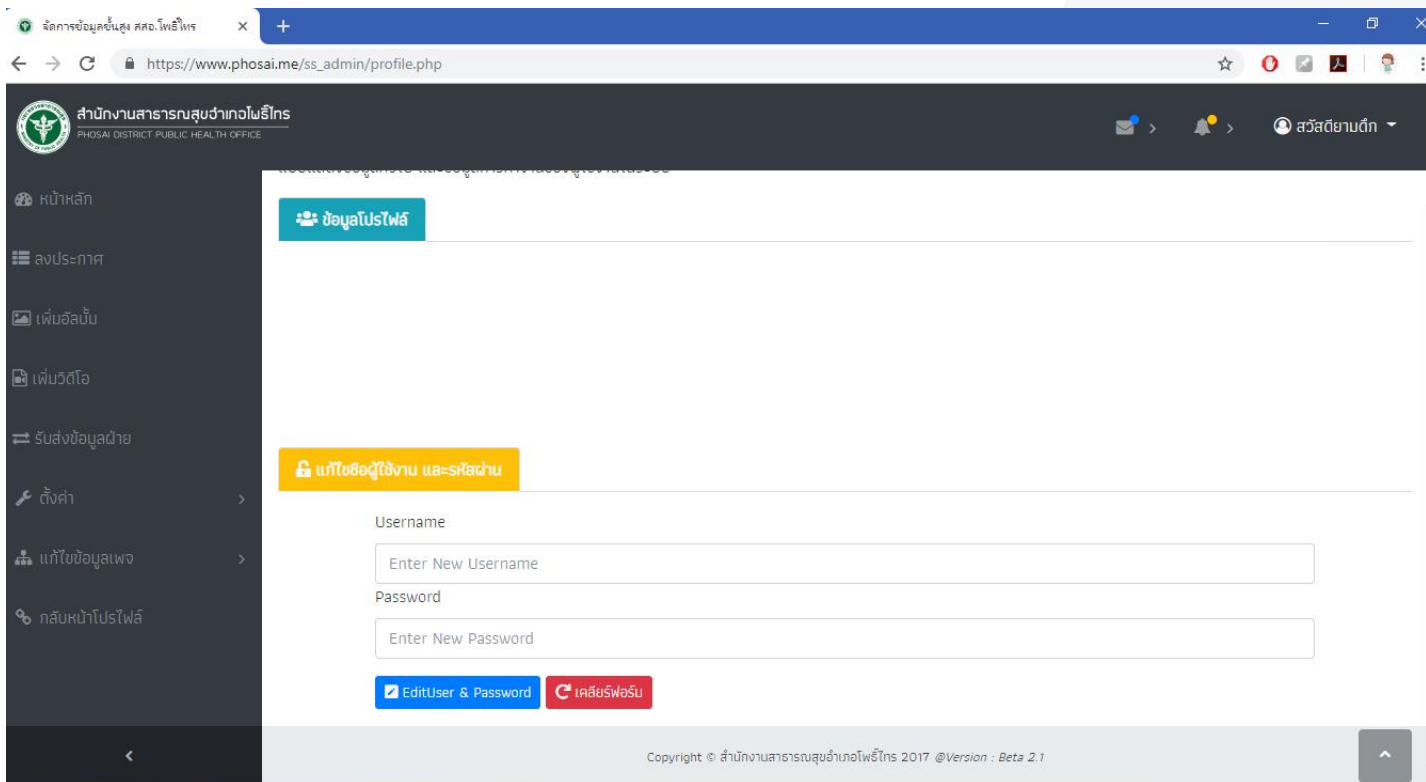 จัดการข้อมูลขั้นสูง สสอ.โพธิ์ไทร
https://www.phosai.me/ss_admin/profile.php
สำนักงานสาธารณสุขอำเภอโพธิ์ไทร
PHOSAI DISTRICT PUBLIC HEALTH OFFICE
สวัสดียามดึก
หน้าหลัก
ลงประกาศ
เพิ่มอัลบั้ม
เพิ่มวิดีโอ
รับส่งข้อมูลฝ่าย
ตั้งค่า
แก้ไขข้อมูลเพจ
กลับหน้าโปรไฟล์
ข้อมูลโปรไฟล์
แก้ไขชื่อผู้ใช้งาน และรหัสผ่าน
Username
Enter New Username
Password
Enter New Password
EditUser & Password
เคลียร์ฟอร์ม
Copyright © สำนักงานสาธารณสุขอำเภอโพธิ์ไทร 2017 @Version : Beta 2.1